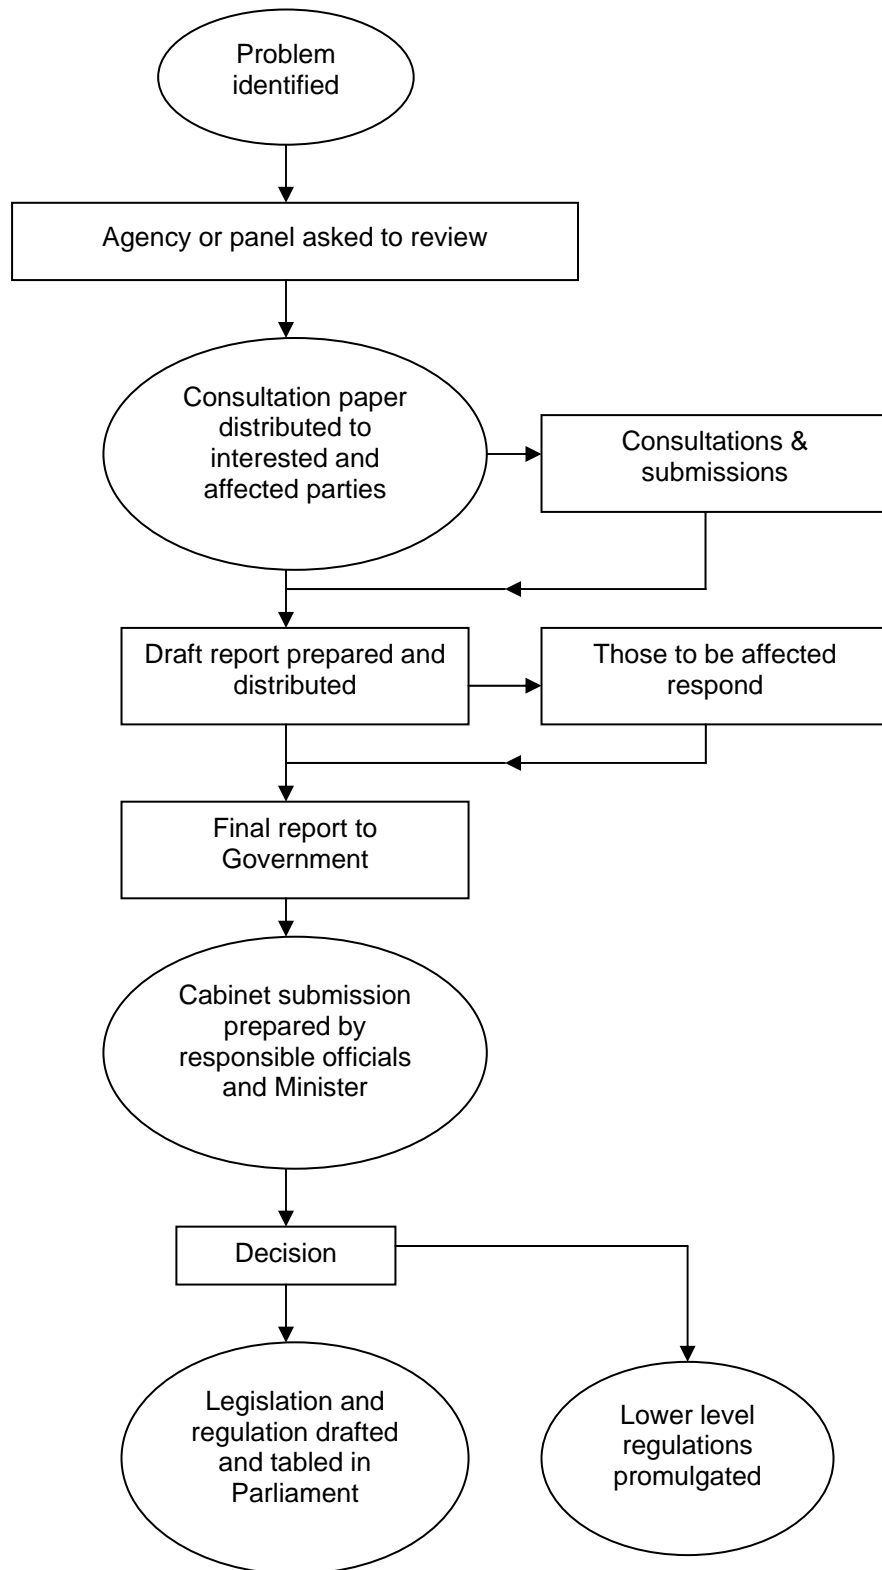 Problem
identified
Agency or panel asked to review
Consultation paper
distributed to
interested and
affected parties
Consultations &
submissions
Draft report prepared and
distributed
Those to be affected
respond
Final report to
Government
Cabinet submission
prepared by
responsible officials
and Minister
Decision
Legislation and
regulation drafted
and tabled in
Parliament
Lower level
regulations
promulgated